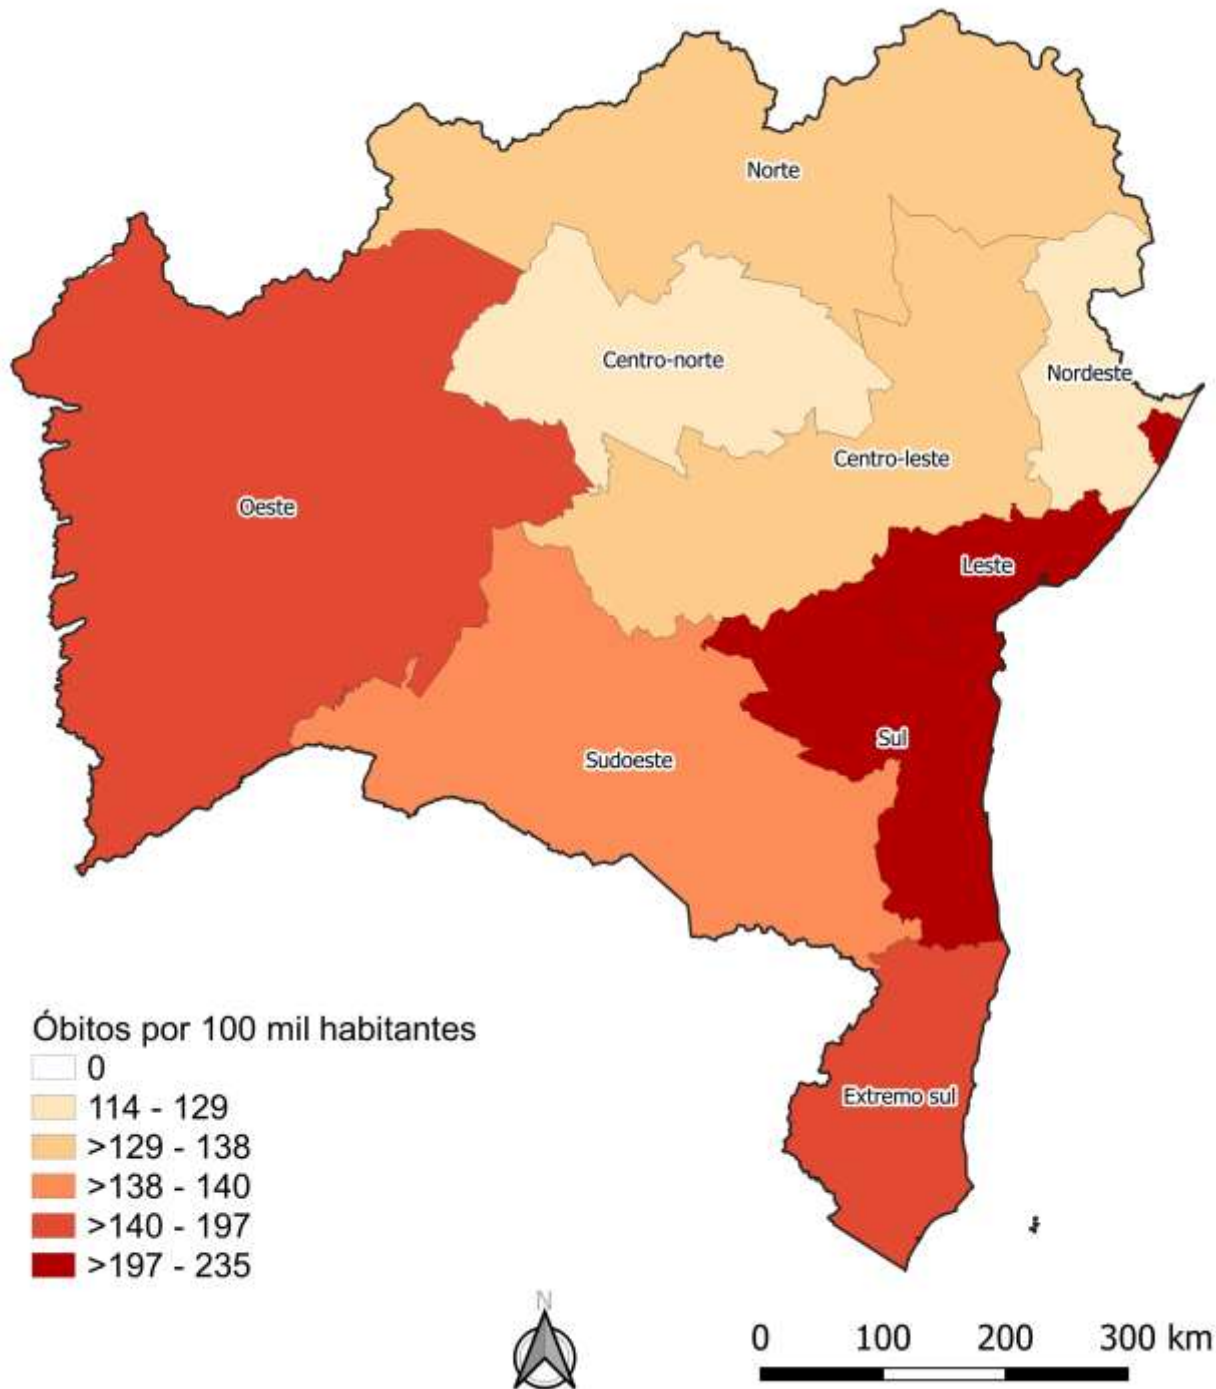 Norte
Centro-norte
Nordeste
Centro-leste
Oeste
Leste
Sul
Sudoeste
Óbitos por 100 mil habitantes
0
114 - 129
>129 - 138
>138 - 140
>140 - 197
>197 - 235
Extremo sul
N
0 100 200 300 km